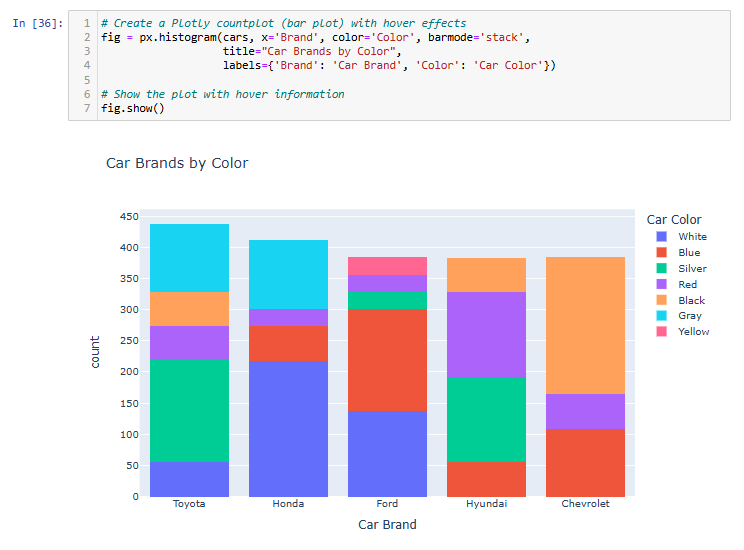 In [36]:
1 # Create a Plotly countplot (bar plot) with hover effects
2 fig = px.histogram(cars, x='Brand', color='Color', barmode='stack',
3                    title="Car Brands by Color",
4                    labels={'Brand': 'Car Brand', 'Color': 'Car Color'})
5
6 # Show the plot with hover information
7 fig.show()
Car Brands by Color
450
400
350
300
250
200
150
100
50
0
count
Toyota Honda Ford Hyundai Chevrolet
Car Brand
Car Color
White
Blue
Silver
Red
Black
Gray
Yellow